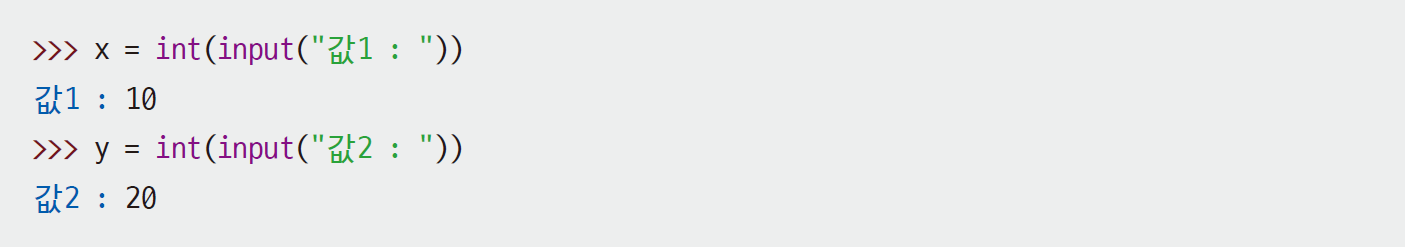 >>> x = int(input("값1 : "))
값1 : 10
>>> y = int(input("값2 : "))
값2 : 20